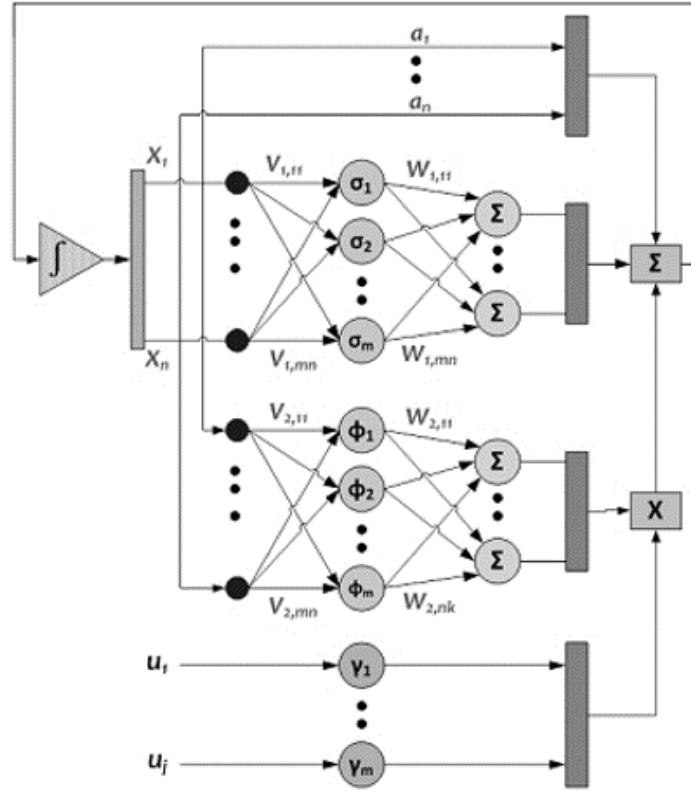 a₁
aₙ
X₁ V₁,₁₁ σ₁ W₁,₁₁
Σ
σ₂
∫ Σ
Σ
Xₙ V₁,ₘₙ σₘ W₁,ₘₙ
V₂,₁₁ ϕ₁ W₂,₁₁
Σ
ϕ₂
X
Σ
V₂,ₘₙ ϕₘ W₂,ₙₖ
u₁ γ₁
uⱼ γₘ